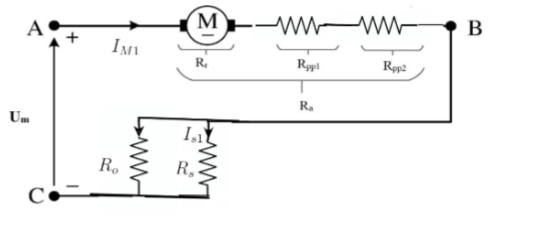 A + M B
I_{M1}
R_r R_{pp1} R_{pp2}
R_a
U_m
I_{s1}
R_o R_s
C −